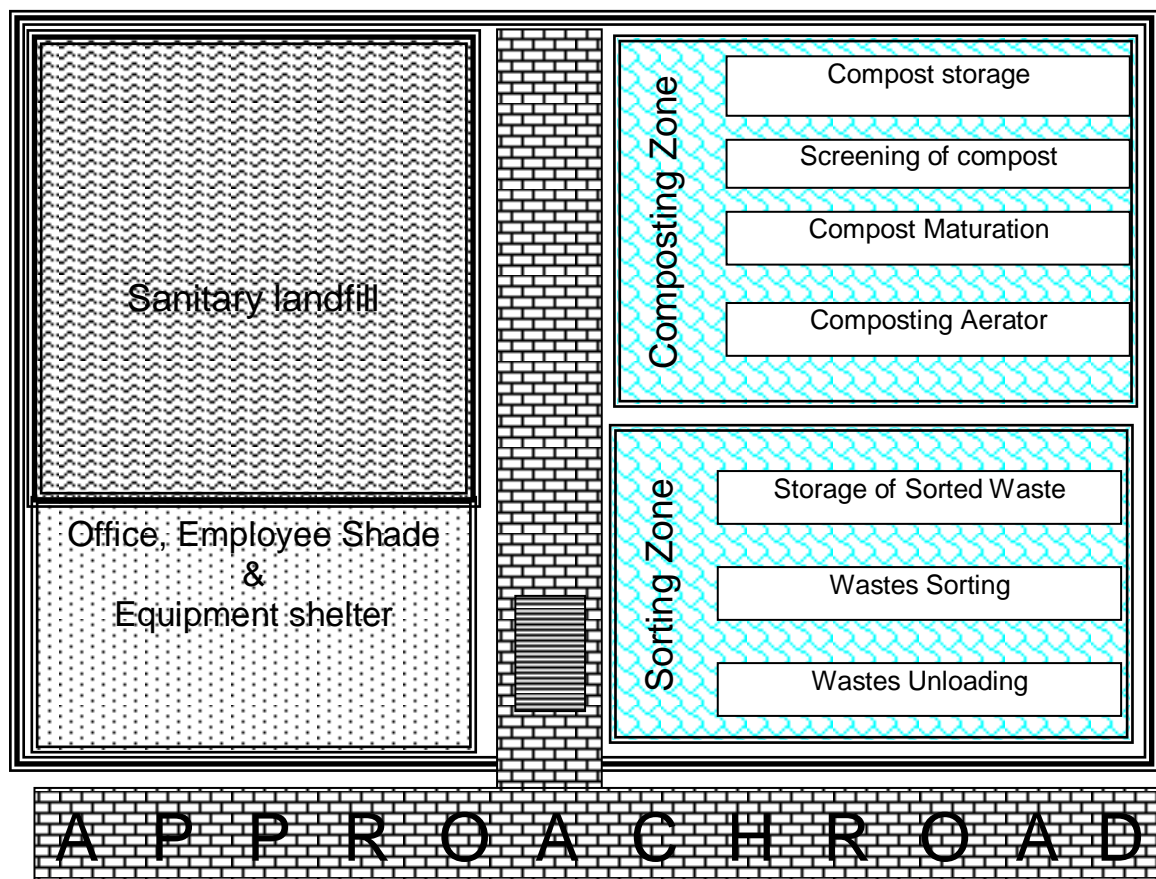 Sanitary landfill
Office, Employee Shade
&
Equipment shelter
Composting Zone
Compost storage
Screening of compost
Compost Maturation
Composting Aerator
Sorting Zone
Storage of Sorted Waste
Wastes Sorting
Wastes Unloading
A P P R O A C H R O A D